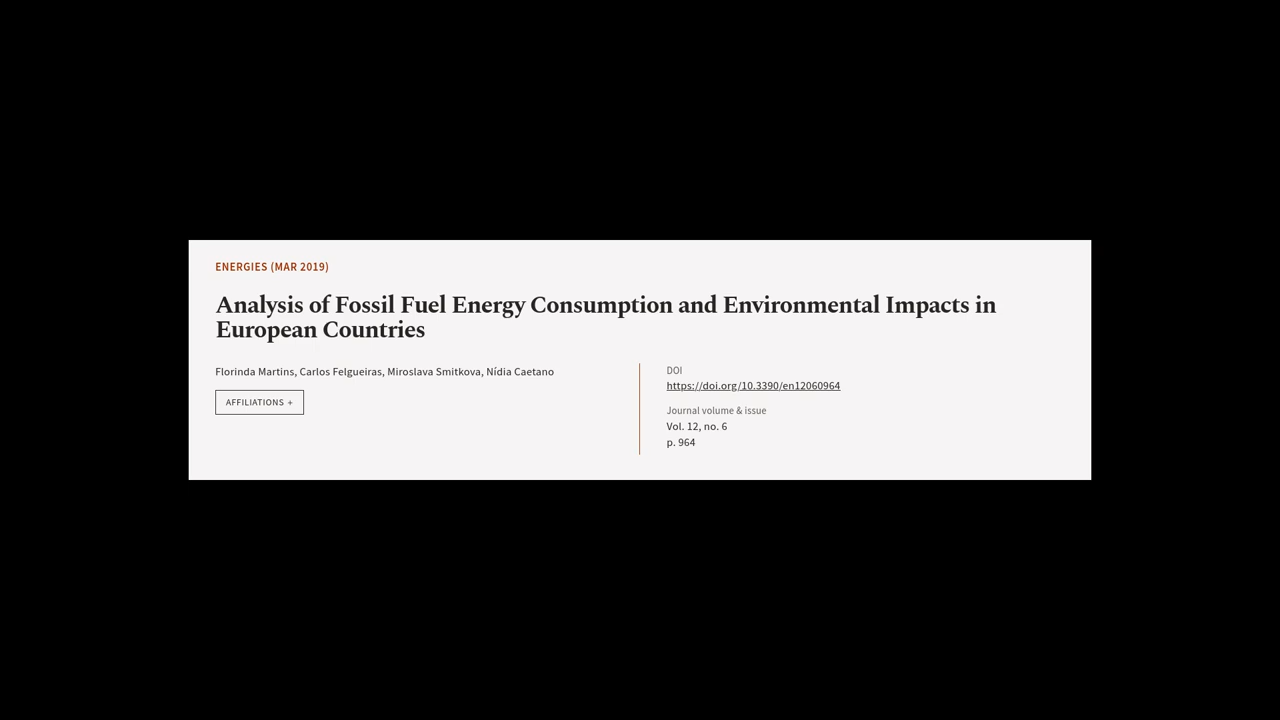 ENERGIES (MAR 2019)
Analysis of Fossil Fuel Energy Consumption and Environmental Impacts in
European Countries
Florinda Martins, Carlos Felgueiras, Miroslava Smitkova, Nídia Caetano
AFFILIATIONS +
DOI
https://doi.org/10.3390/en12060964
Journal volume & issue
Vol. 12, no. 6
p. 964